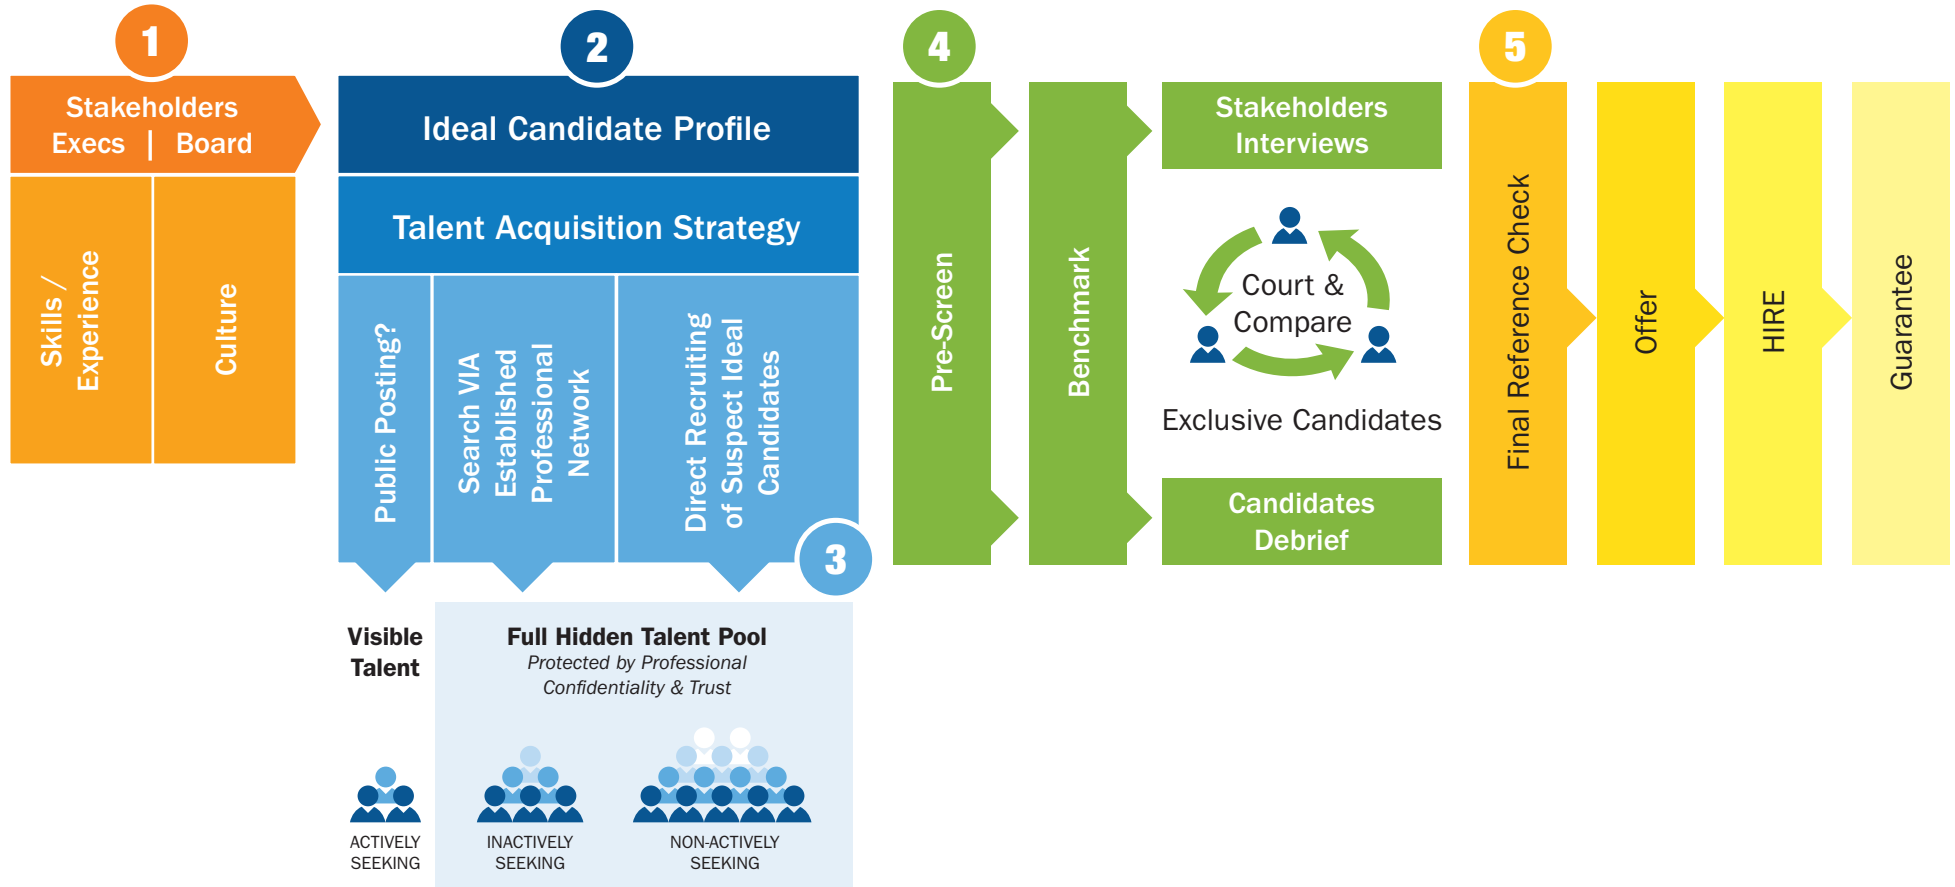 1
Stakeholders
Execs | Board
Skills /
Experience
Culture
2
Ideal Candidate Profile
Talent Acquisition Strategy
Public Posting?
Search VIA
Established
Professional
Network
Direct Recruiting
of Suspect Ideal
Candidates
3
Visible
Talent
Full Hidden Talent Pool
Protected by Professional
Confidentiality & Trust
ACTIVELY
SEEKING
INACTIVELY
SEEKING
NON-ACTIVELY
SEEKING
4
Pre-Screen
Benchmark
Stakeholders
Interviews
Court &
Compare
Exclusive Candidates
Candidates
Debrief
5
Final Reference Check
Offer
HIRE
Guarantee